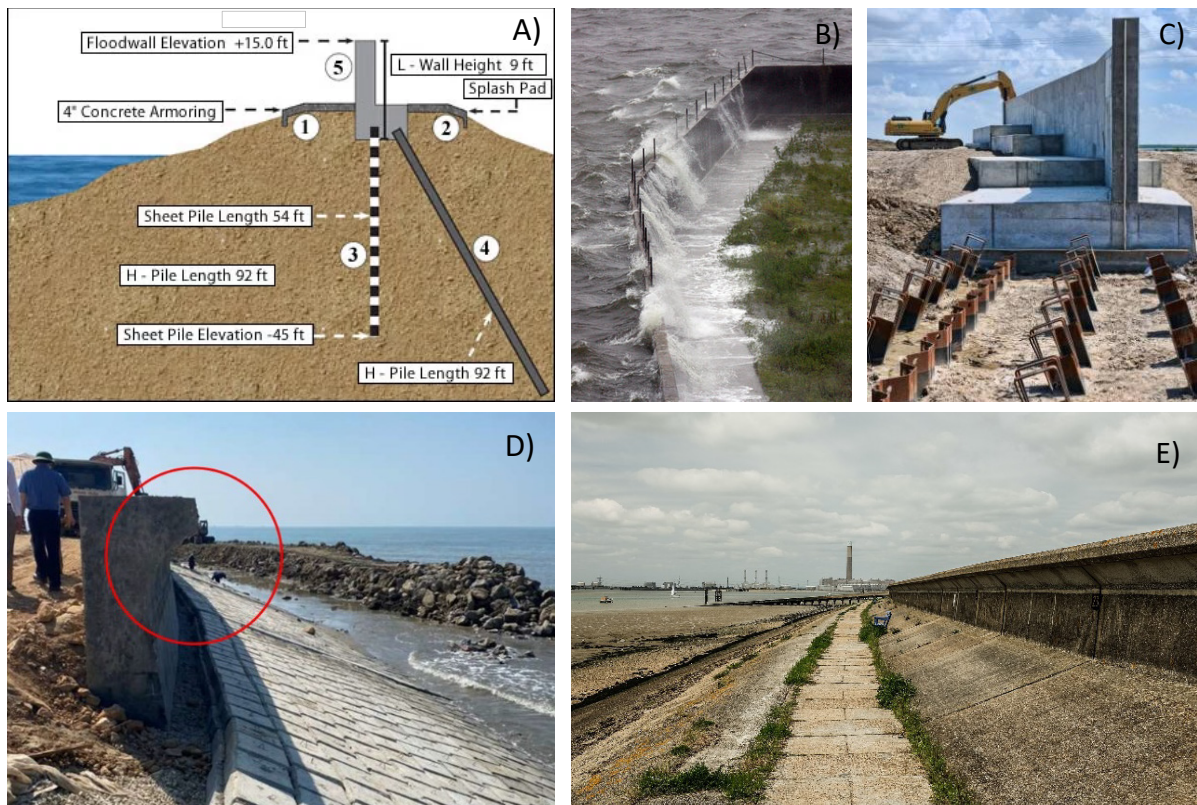 A)
Floodwall Elevation +15.0 ft
5
L - Wall Height 9 ft
Splash Pad
4" Concrete Armoring
1
2
Sheet Pile Length 54 ft
3
4
H - Pile Length 92 ft
Sheet Pile Elevation -45 ft
H - Pile Length 92 ft
B)
C)
D)
E)